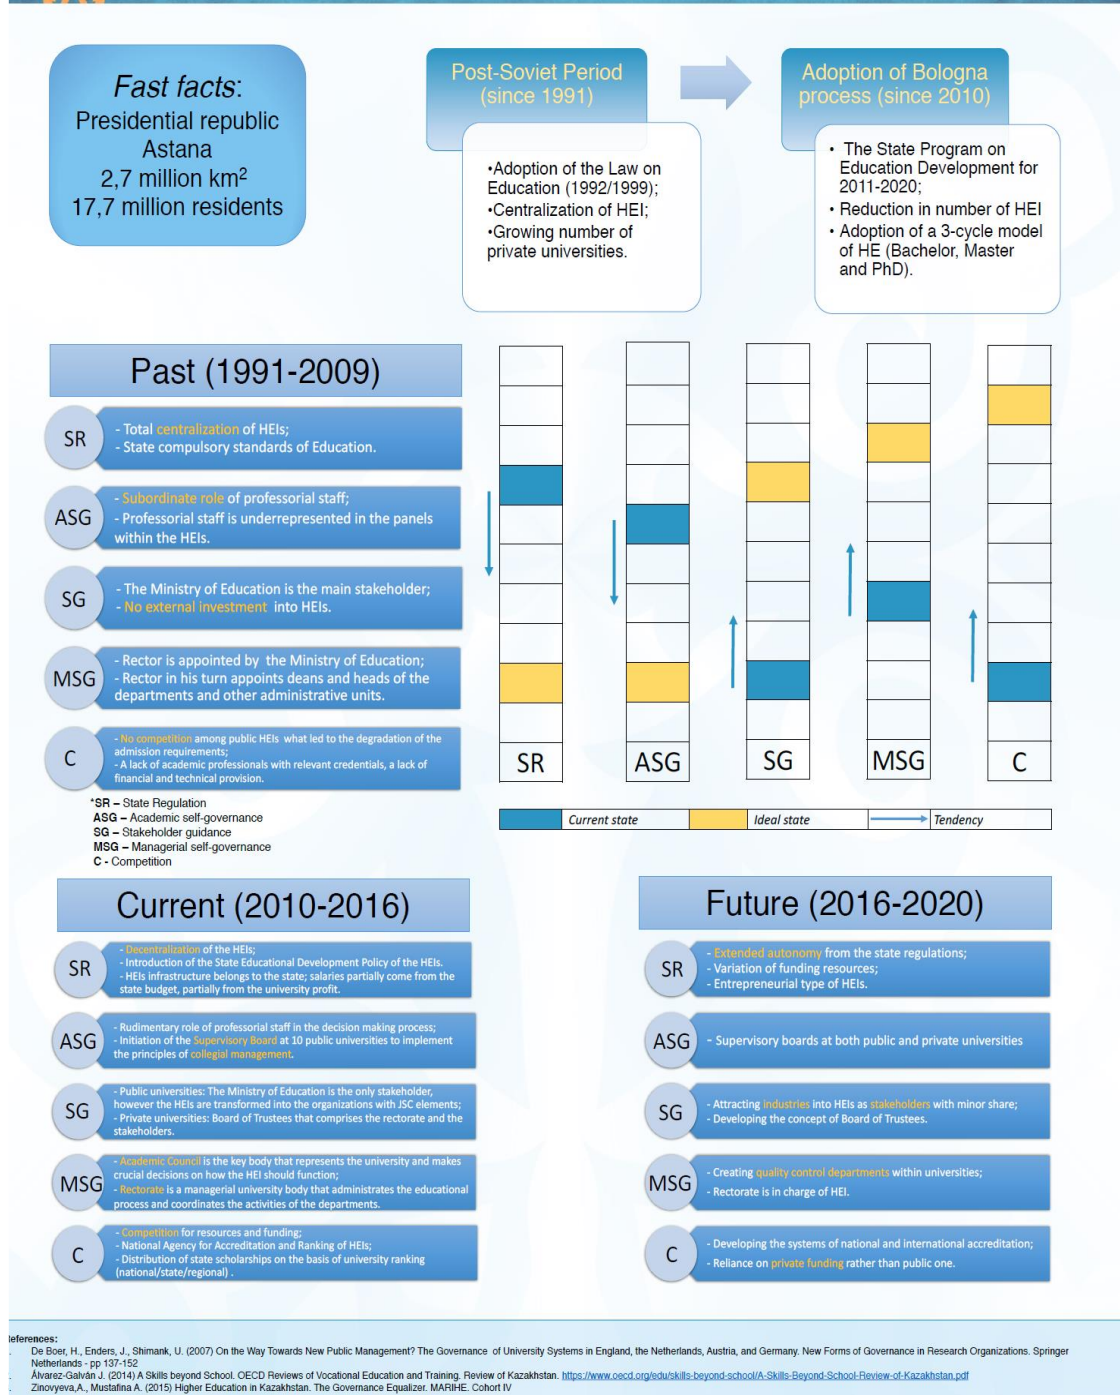 Fast facts:
Presidential republic
Astana
2,7 million km²
17,7 million residents
Post-Soviet Period
(since 1991)
•Adoption of the Law on
Education (1992/1999);
•Centralization of HEI;
•Growing number of
private universities.
Adoption of Bologna
process (since 2010)
• The State Program on
Education Development for
2011-2020;
• Reduction in number of HEI
• Adoption of a 3-cycle model
of HE (Bachelor, Master
and PhD).
Past (1991-2009)
SR
- Total centralization of HEIs;
- State compulsory standards of Education.
ASG
- Subordinate role of professorial staff;
- Professorial staff is underrepresented in the panels
within the HEIs.
SG
- The Ministry of Education is the main stakeholder;
- No external investment into HEIs.
MSG
- Rector is appointed by the Ministry of Education;
- Rector in his turn appoints deans and heads of the
departments and other administrative units.
C
- No competition among public HEIs what led to the degradation of the
admission requirements;
- A lack of academic professionals with relevant credentials, a lack of
financial and technical provision.
*SR – State Regulation
ASG – Academic self-governance
SG – Stakeholder guidance
MSG – Managerial self-governance
C - Competition
SR
ASG
SG
MSG
C
Current state
Ideal state
Tendency
Current (2010-2016)
SR
- Decentralization of the HEIs;
- Introduction of the State Educational Development Policy of the HEIs.
- HEIs infrastructure belongs to the state; salaries partially come from the
state budget, partially from the university profit.
ASG
- Rudimentary role of professorial staff in the decision making process;
- Initiation of the Supervisory Board at 10 public universities to implement
the principles of collegial management.
SG
- Public universities: The Ministry of Education is the only stakeholder,
however the HEIs are transformed into the organizations with JSC elements;
- Private universities: Board of Trustees that comprises the rectorate and the
stakeholders.
MSG
- Academic Council is the key body that represents the university and makes
crucial decisions on how the HEI should function;
- Rectorate is a managerial university body that administrates the educational
process and coordinates the activities of the departments.
C
- Competition for resources and funding;
- National Agency for Accreditation and Ranking of HEIs;
- Distribution of state scholarships on the basis of university ranking
(national/state/regional) .
Future (2016-2020)
SR
- Extended autonomy from the state regulations;
- Variation of funding resources;
- Entrepreneurial type of HEIs.
ASG
- Supervisory boards at both public and private universities
SG
- Attracting industries into HEIs as stakeholders with minor share;
- Developing the concept of Board of Trustees.
MSG
- Creating quality control departments within universities;
- Rectorate is in charge of HEI.
C
- Developing the systems of national and international accreditation;
- Reliance on private funding rather than public one.
eferences:
De Boer, H., Enders, J., Shimank, U. (2007) On the Way Towards New Public Management? The Governance of University Systems in England, the Netherlands, Austria, and Germany. New Forms of Governance in Research Organizations. Springer
Netherlands - pp 137-152
Álvarez-Galván J. (2014) A Skills beyond School. OECD Reviews of Vocational Education and Training. Review of Kazakhstan. https://www.oecd.org/edu/skills-beyond-school/A-Skills-Beyond-School-Review-of-Kazakhstan.pdf
Zinovyeva,A., Mustafina A. (2015) Higher Education in Kazakhstan. The Governance Equalizer. MARIHE. Cohort IV